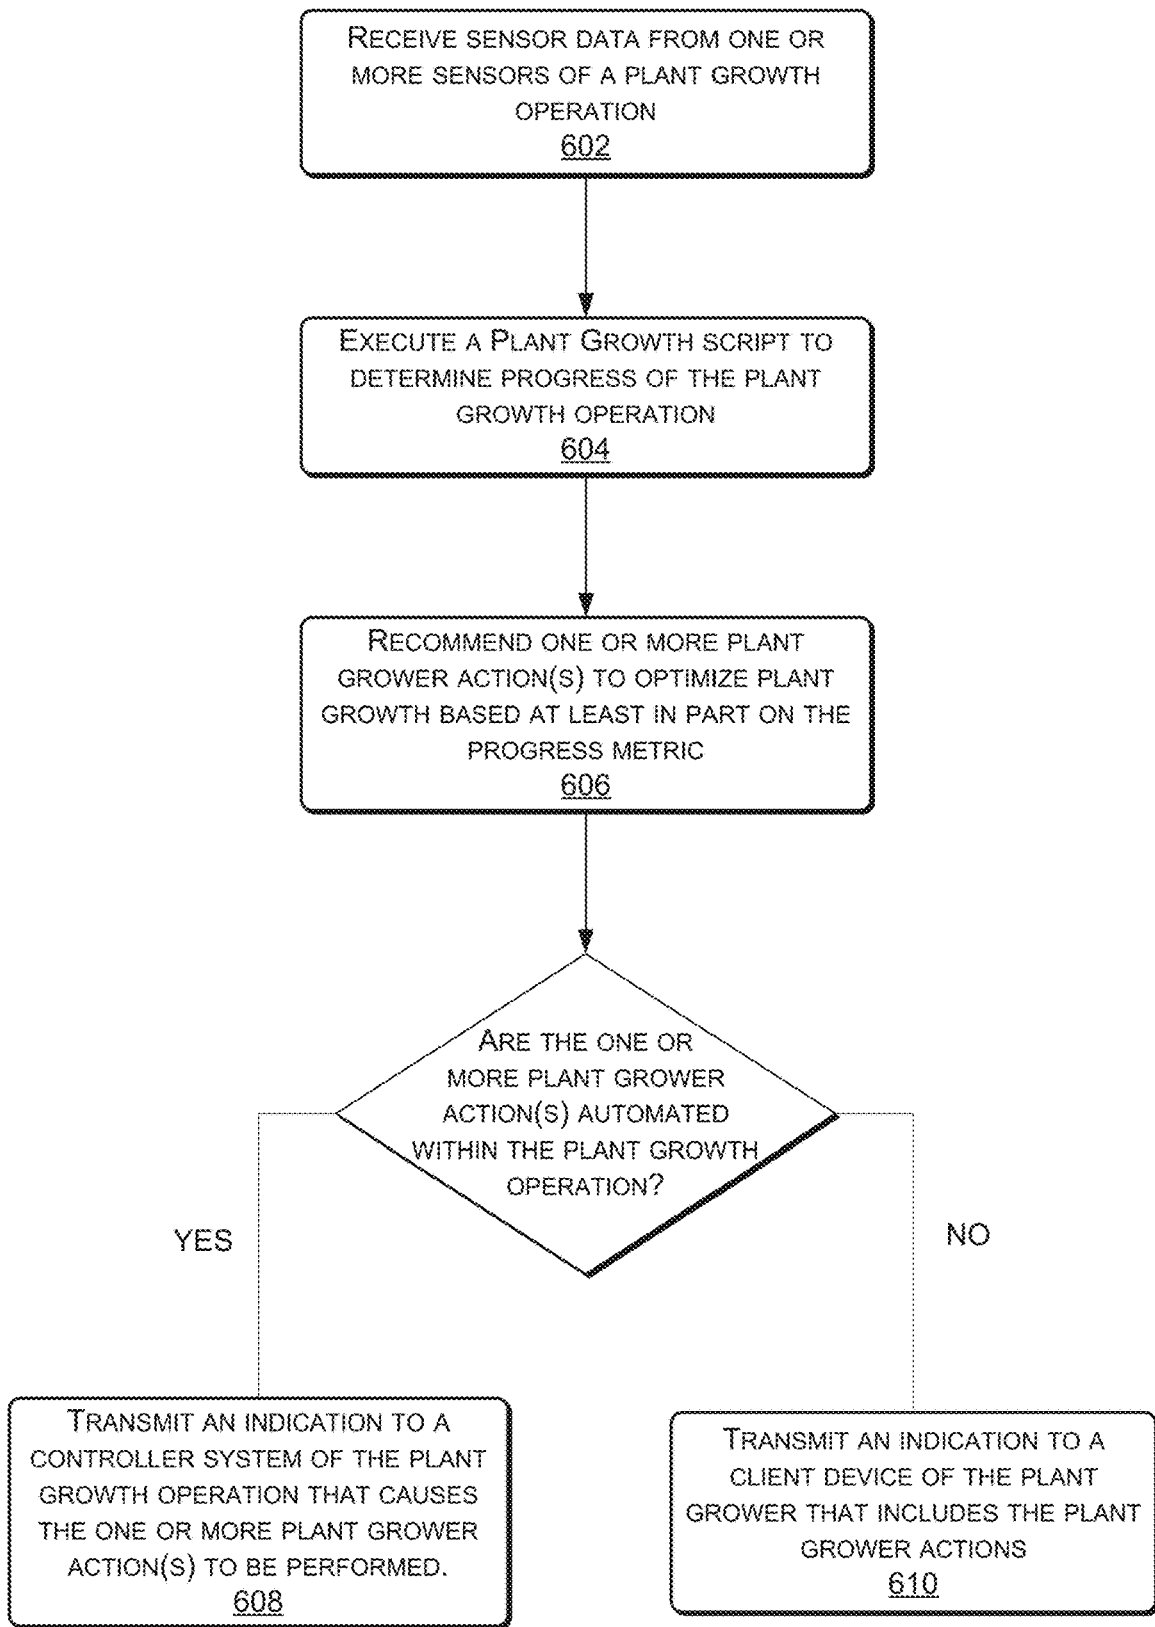 RECEIVE SENSOR DATA FROM ONE OR
MORE SENSORS OF A PLANT GROWTH
OPERATION
602
EXECUTE A PLANT GROWTH SCRIPT TO
DETERMINE PROGRESS OF THE PLANT
GROWTH OPERATION
604
RECOMMEND ONE OR MORE PLANT
GROWER ACTION(S) TO OPTIMIZE PLANT
GROWTH BASED AT LEAST IN PART ON THE
PROGRESS METRIC
606
ARE THE ONE OR
MORE PLANT GROWER
ACTION(S) AUTOMATED
WITHIN THE PLANT GROWTH
OPERATION?
YES
NO
TRANSMIT AN INDICATION TO A
CONTROLLER SYSTEM OF THE PLANT
GROWTH OPERATION THAT CAUSES
THE ONE OR MORE PLANT GROWER
ACTION(S) TO BE PERFORMED.
608
TRANSMIT AN INDICATION TO A
CLIENT DEVICE OF THE PLANT
GROWER THAT INCLUDES THE PLANT
GROWER ACTIONS
610